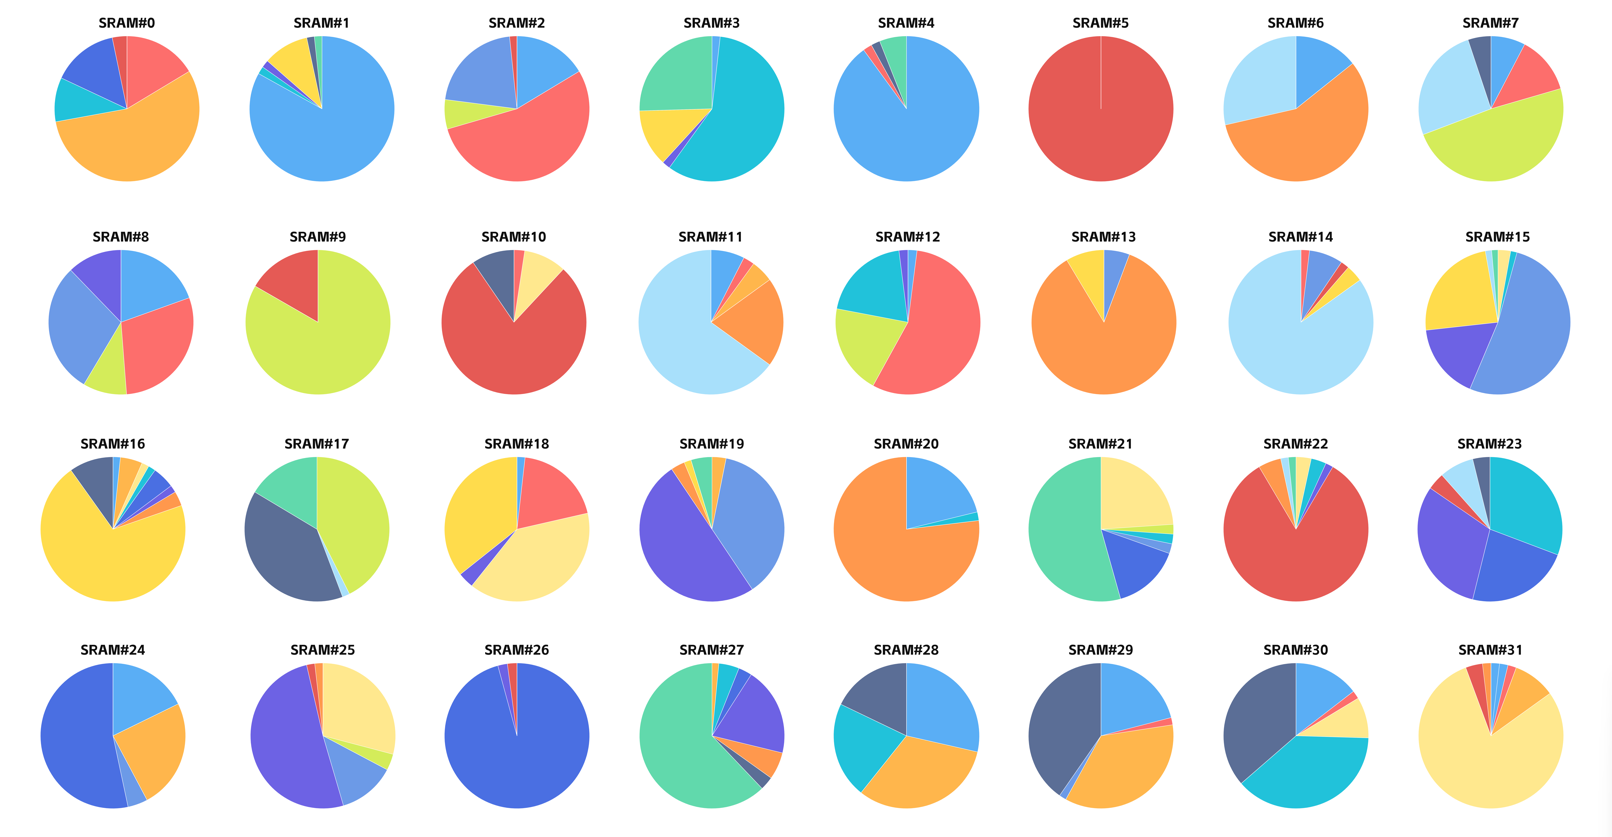 SRAM#0 SRAM#1 SRAM#2 SRAM#3 SRAM#4 SRAM#5 SRAM#6 SRAM#7
SRAM#8 SRAM#9 SRAM#10 SRAM#11 SRAM#12 SRAM#13 SRAM#14 SRAM#15
SRAM#16 SRAM#17 SRAM#18 SRAM#19 SRAM#20 SRAM#21 SRAM#22 SRAM#23
SRAM#24 SRAM#25 SRAM#26 SRAM#27 SRAM#28 SRAM#29 SRAM#30 SRAM#31